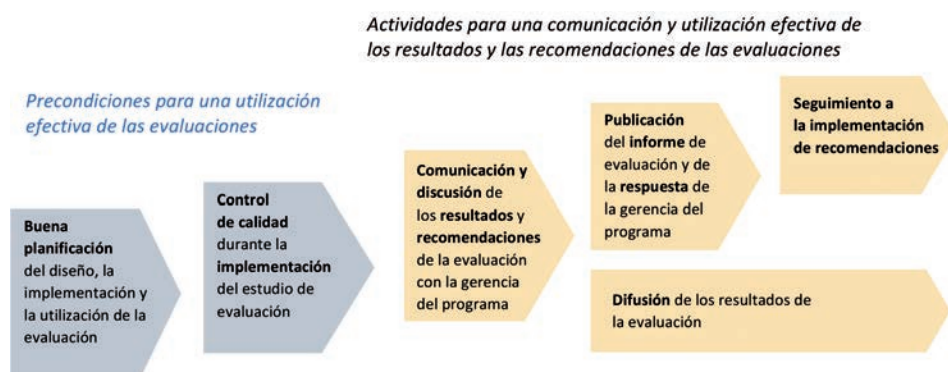 Actividades para una comunicación y utilización efectiva de
los resultados y las recomendaciones de las evaluaciones
Precondiciones para una utilización
efectiva de las evaluaciones
Buena
planificación
del diseño, la
implementación y
la utilización de la
evaluación
Control
de calidad
durante la
implementación
del estudio de
evaluación
Comunicación y
discusión de
los resultados y
recomendaciones
de la evaluación
con la gerencia
del programa
Publicación
del informe de
evaluación y de
la respuesta de
la gerencia del
programa
Seguimiento a
la implementación
de recomendaciones
Difusión de los resultados de
la evaluación